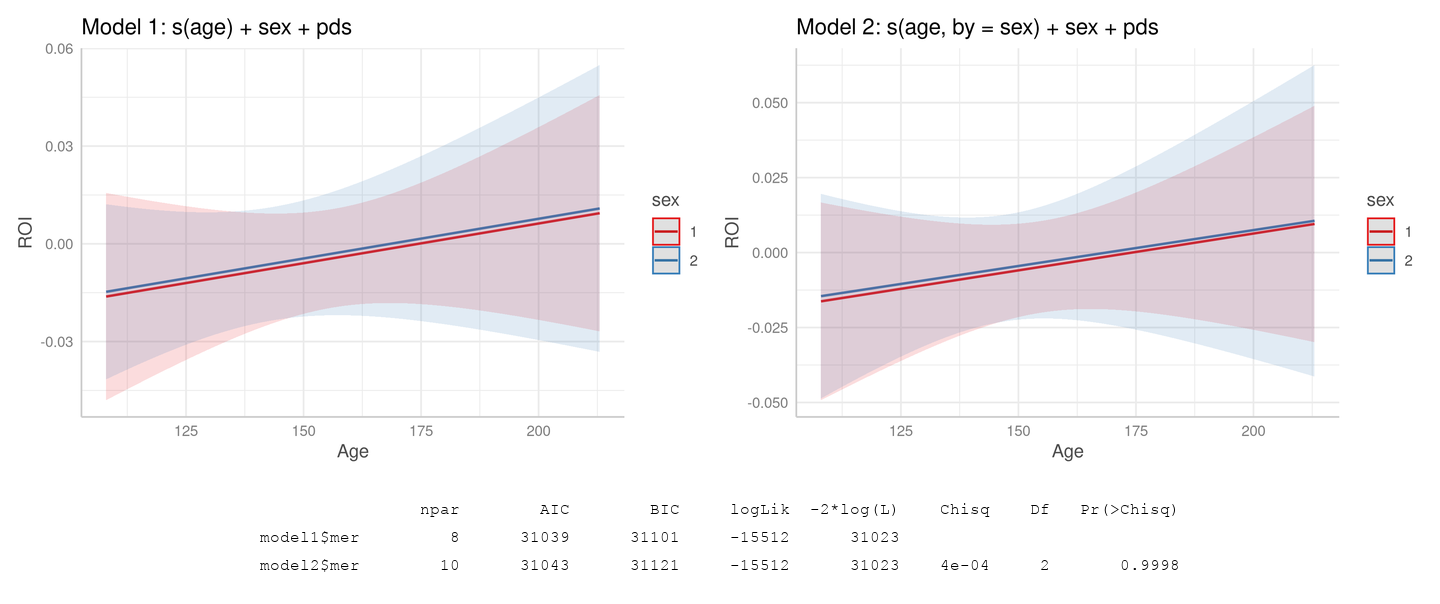 Model 1: s(age) + sex + pds
0.06
0.03
0.00
-0.03
ROI
125 150 175 200
Age
sex
1
2
Model 2: s(age, by = sex) + sex + pds
0.050
0.025
0.000
-0.025
-0.050
ROI
125 150 175 200
Age
sex
1
2
npar AIC BIC logLik -2*log(L) Chisq Df Pr(>Chisq)
model1$mer 8 31039 31101 -15512 31023
model2$mer 10 31043 31121 -15512 31023 4e-04 2 0.9998